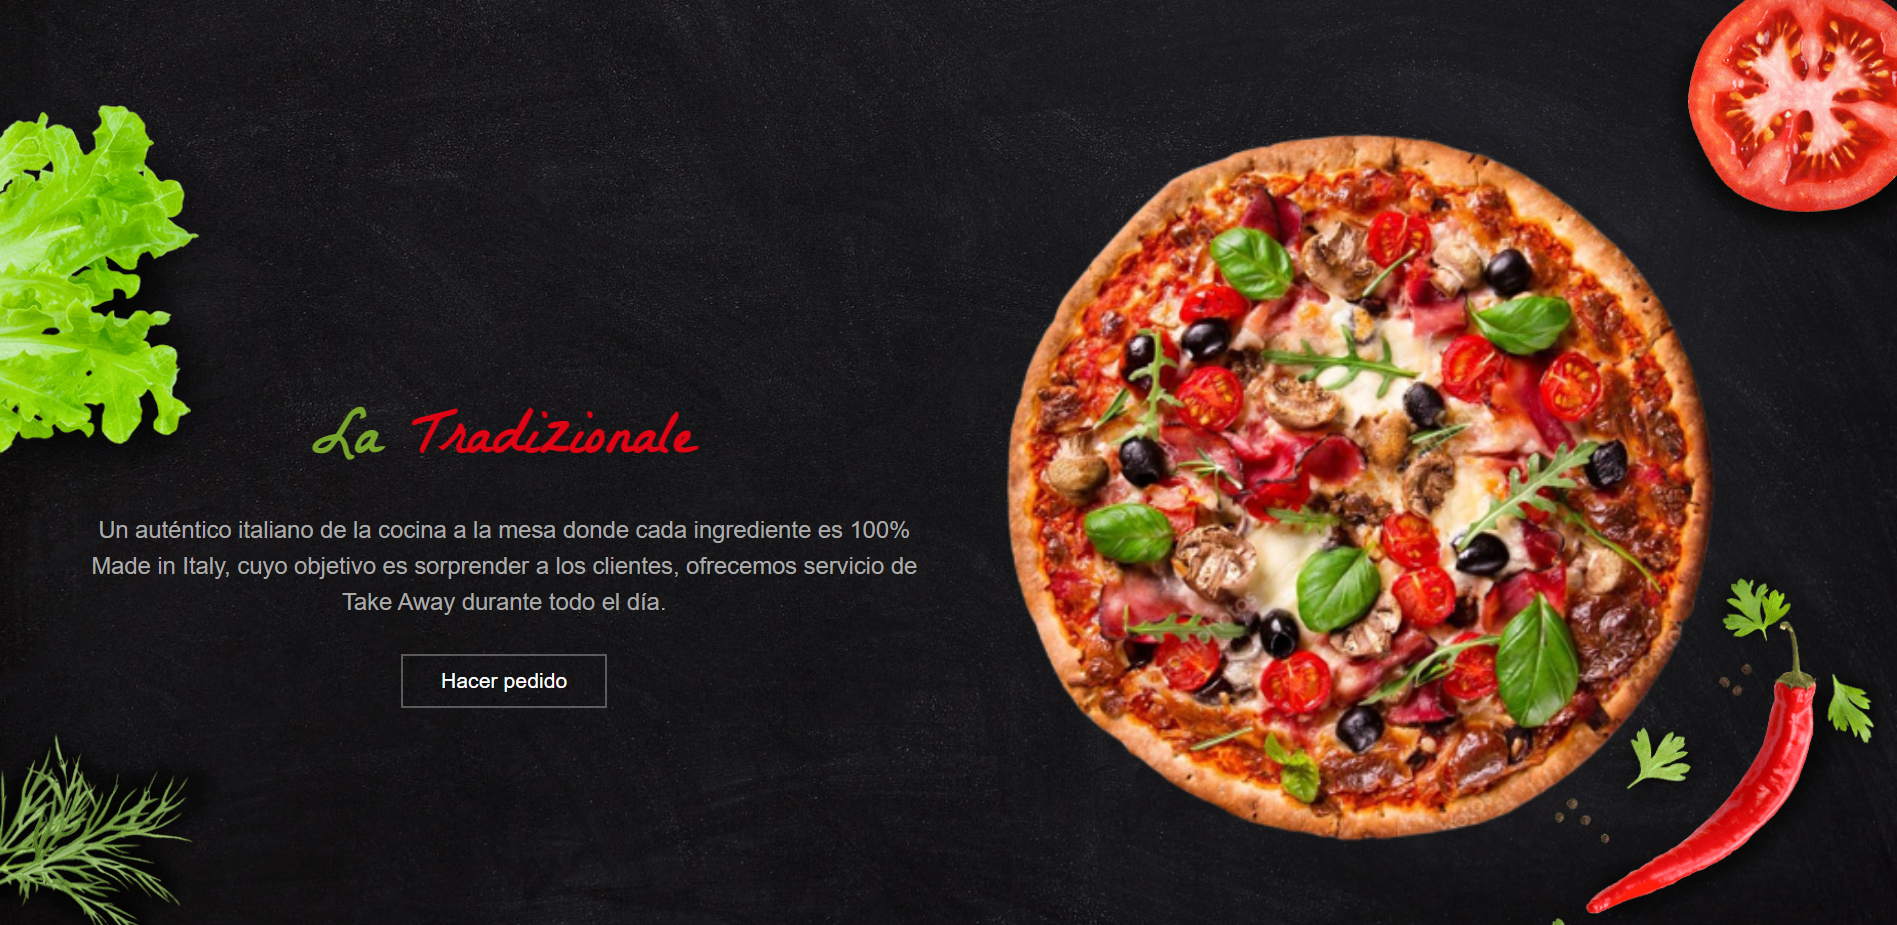 La Tradizionale
Un auténtico italiano de la cocina a la mesa donde cada ingrediente es 100%
Made in Italy, cuyo objetivo es sorprender a los clientes, ofrecemos servicio de
Take Away durante todo el día.
Hacer pedido